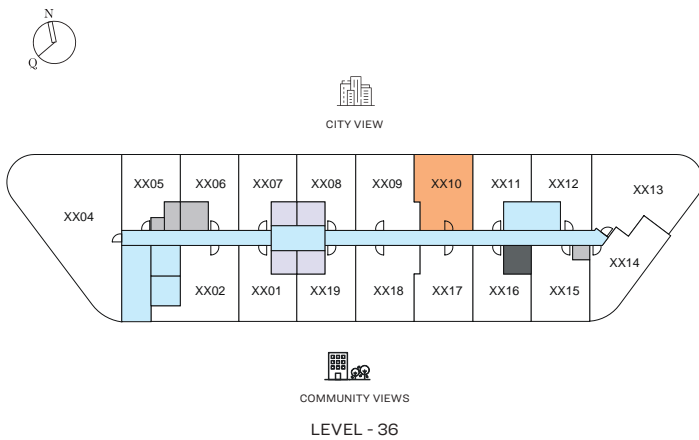 N
Q
CITY VIEW
XX05 XX06 XX07 XX08 XX09 XX10 XX11 XX12
XX04 XX13
XX14
XX02 XX01 XX19 XX18 XX17 XX16 XX15
COMMUNITY VIEWS
LEVEL - 36